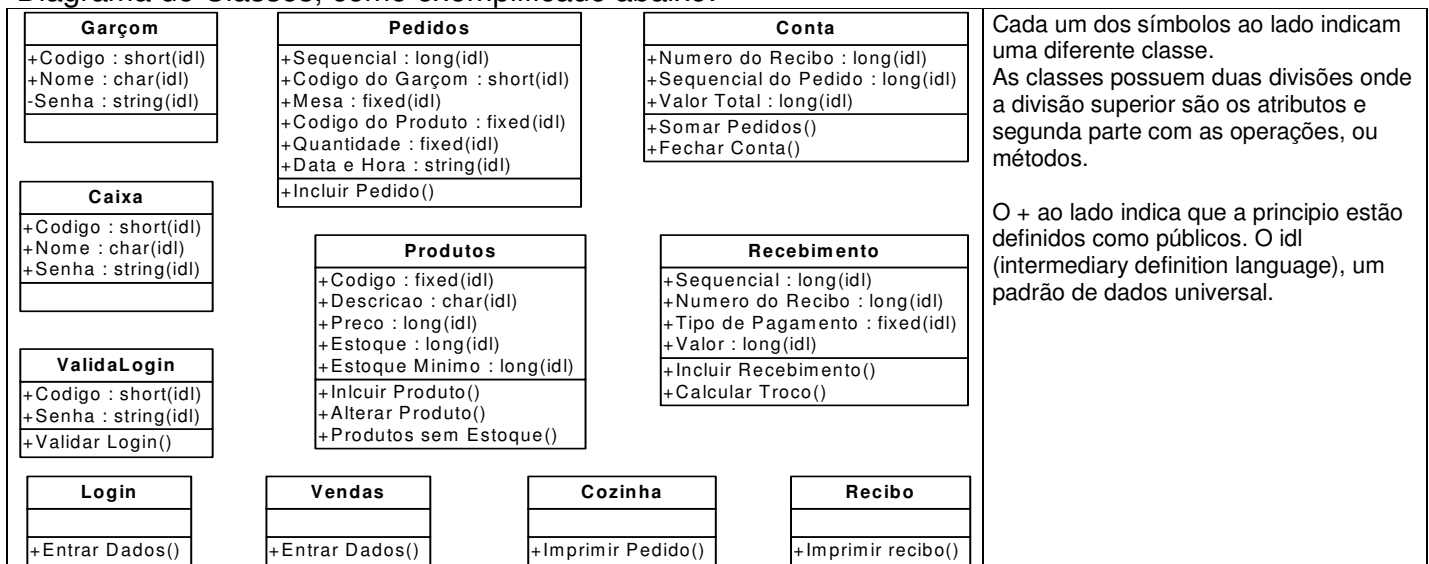 Diagrama de Classes, como exemplificado abaixo:
Garçom
+Codigo : short(idl)
+Nome : char(idl)
-Senha : string(idl)
Pedidos
+Sequencial : long(idl)
+Codigo do Garçom : short(idl)
+Mesa : fixed(idl)
+Codigo do Produto : fixed(idl)
+Quantidade : fixed(idl)
+Data e Hora : string(idl)
+Incluir Pedido()
Conta
+Numero do Recibo : long(idl)
+Sequencial do Pedido : long(idl)
+Valor Total : long(idl)
+Somar Pedidos()
+Fechar Conta()
Caixa
+Codigo : short(idl)
+Nome : char(idl)
+Senha : string(idl)
Produtos
+Codigo : fixed(idl)
+Descricao : char(idl)
+Preco : long(idl)
+Estoque : long(idl)
+Estoque Minimo : long(idl)
+Inlcuir Produto()
+Alterar Produto()
+Produtos sem Estoque()
Recebimento
+Sequencial : long(idl)
+Numero do Recibo : long(idl)
+Tipo de Pagamento : fixed(idl)
+Valor : long(idl)
+Incluir Recebimento()
+Calcular Troco()
ValidaLogin
+Codigo : short(idl)
+Senha : string(idl)
+Validar Login()
Login
+Entrar Dados()
Vendas
+Entrar Dados()
Cozinha
+Imprimir Pedido()
Recibo
+Imprimir recibo()
Cada um dos símbolos ao lado indicam
uma diferente classe.
As classes possuem duas divisões onde
a divisão superior são os atributos e
segunda parte com as operações, ou
métodos.
O + ao lado indica que a principio estão
definidos como públicos. O idl
(intermediary definition language), um
padrão de dados universal.